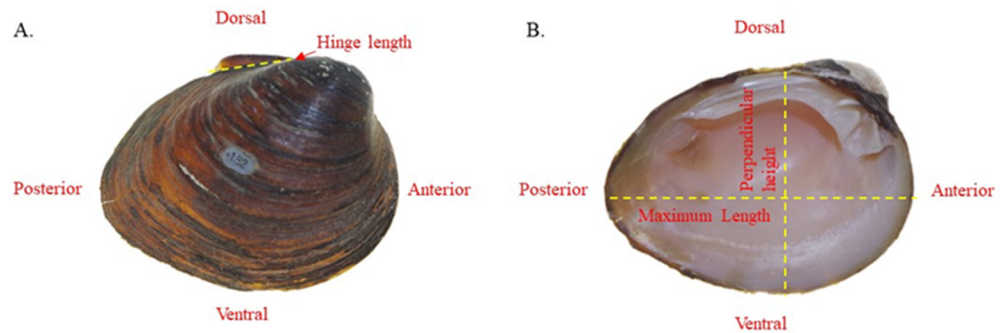 A.
Dorsal
Hinge length
Posterior
Anterior
Ventral
B.
Dorsal
Perpendicular
height
Posterior
Anterior
Maximum Length
Ventral